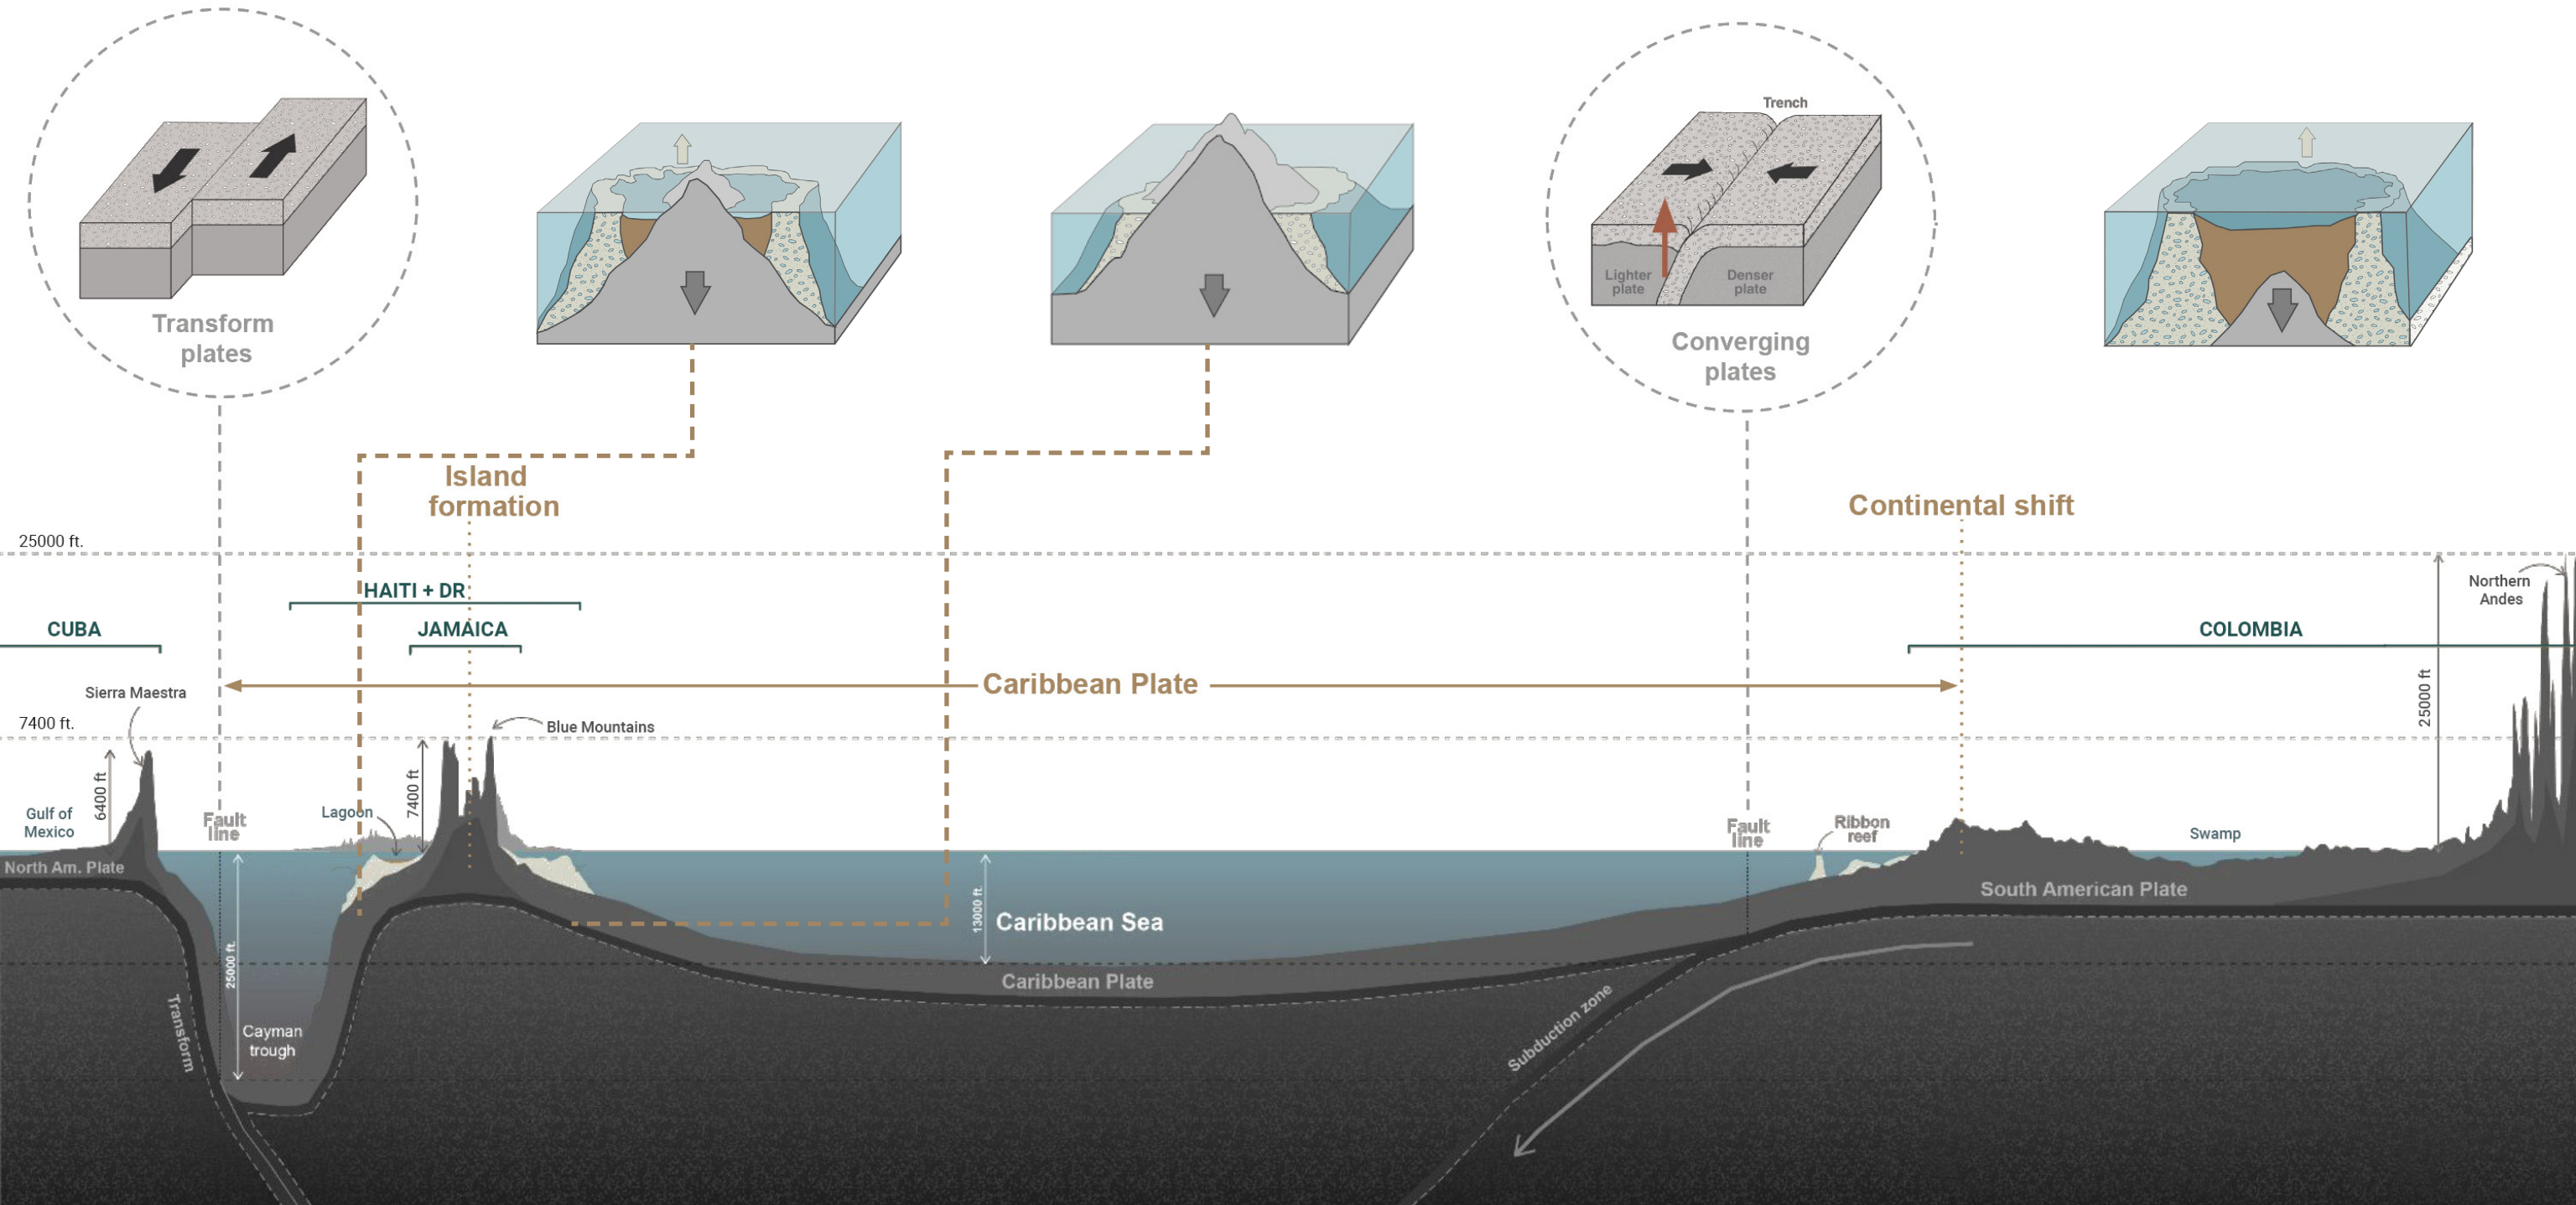 Trench
Lighter
plate
Denser
plate
Transform
plates
Converging
plates
Island
formation
Continental shift
25000 ft.
HAITI + DR
Northern
Andes
CUBA
JAMAICA
COLOMBIA
Caribbean Plate
Sierra Maestra
7400 ft.
Blue Mountains
25000 ft
6400 ft
7400 ft
Gulf of
Mexico
Fault
line
Lagoon
Fault
line
Ribbon
reef
Swamp
North Am. Plate
South American Plate
13000 ft.
Caribbean Sea
25000 ft.
Caribbean Plate
Transform
Cayman
trough
Subduction zone